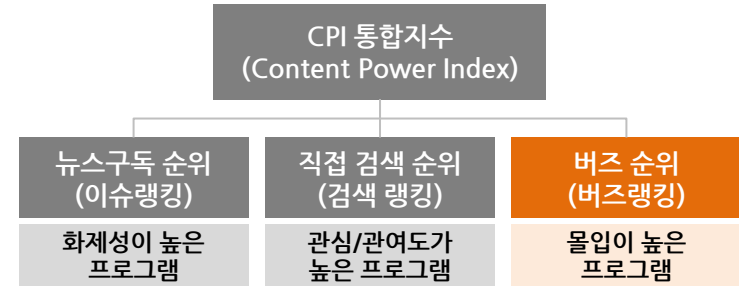 CPI 통합지수
(Content Power Index)
뉴스구독 순위
(이슈랭킹)
직접 검색 순위
(검색 랭킹)
버즈 순위
(버즈랭킹)
화제성이 높은
프로그램
관심/관여도가
높은 프로그램
몰입이 높은
프로그램